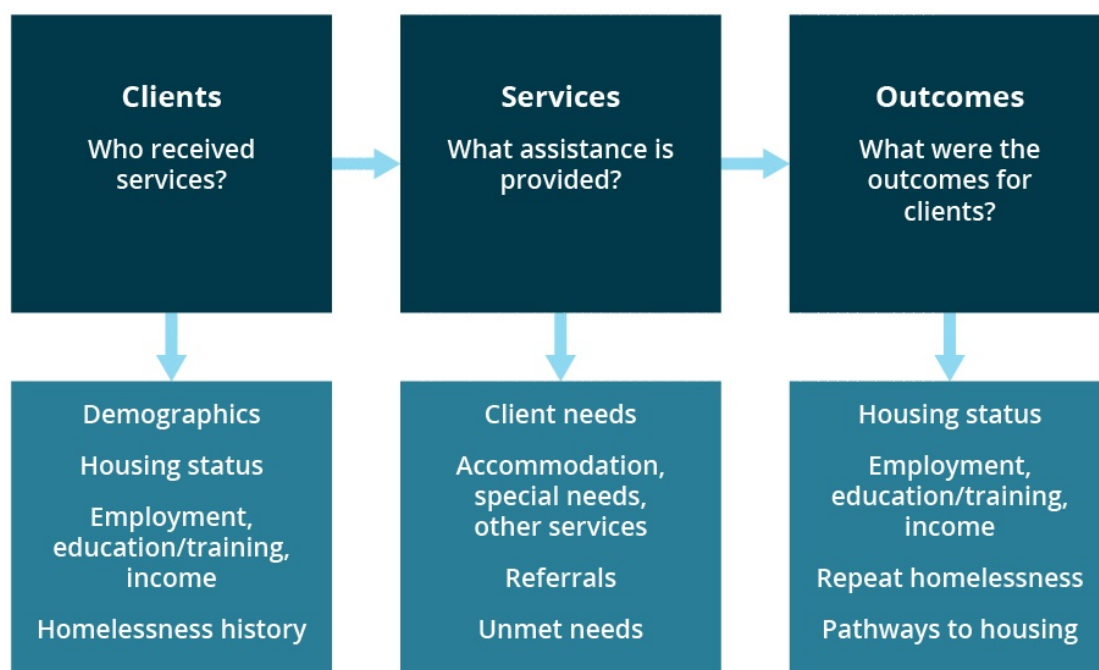 Clients
Who received
services?
Services
What assistance is
provided?
Outcomes
What were the
outcomes for
clients?
Demographics
Housing status
Employment,
education/training,
income
Homelessness history
Client needs
Accommodation,
special needs,
other services
Referrals
Unmet needs
Housing status
Employment,
education/training,
income
Repeat homelessness
Pathways to housing